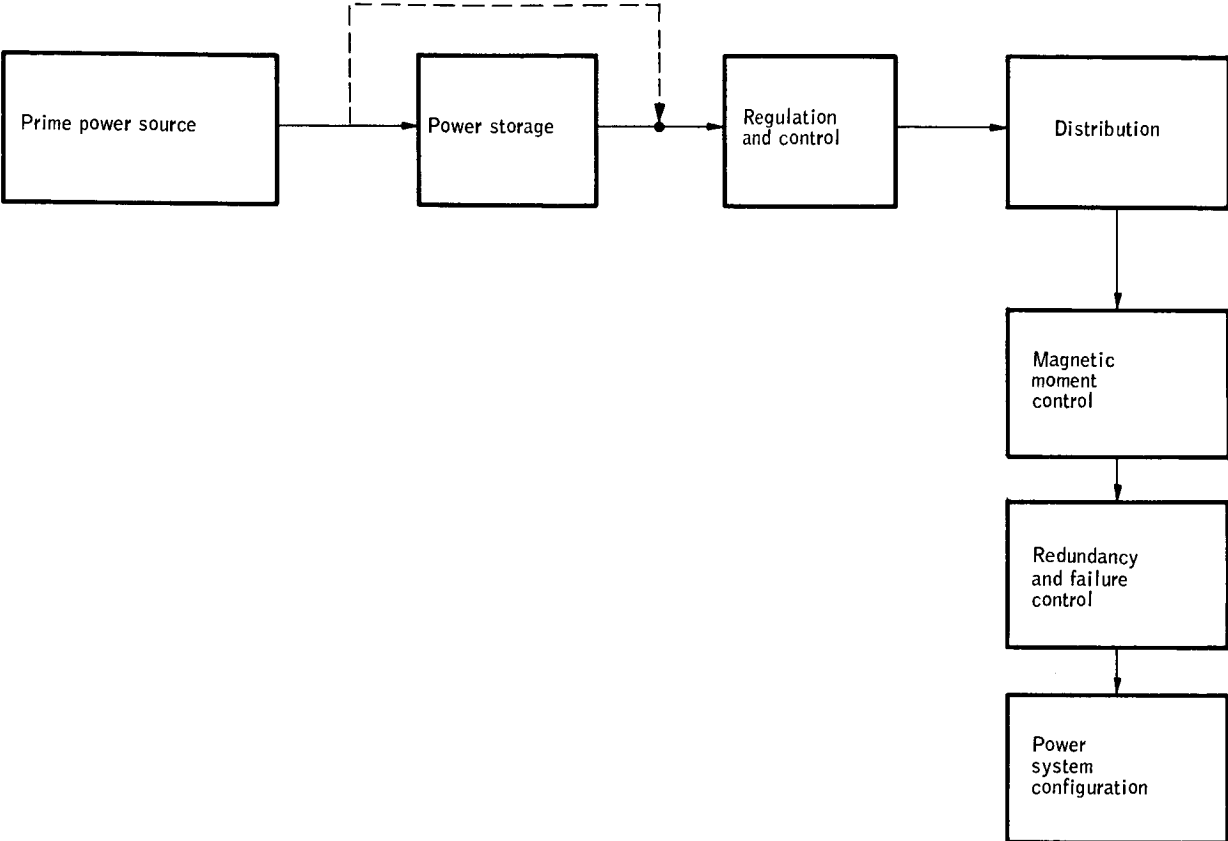 Prime power source
Power storage
Regulation
and control
Distribution
Magnetic
moment
control
Redundancy
and failure
control
Power
system
configuration